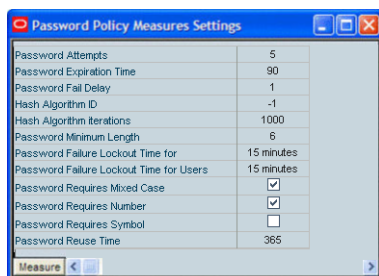 Password Policy Measures Settings
Password Attempts 5
Password Expiration Time 90
Password Fail Delay 1
Hash Algorithm ID -1
Hash Algorithm iterations 1000
Password Minimum Length 6
Password Failure Lockout Time for 15 minutes
Password Failure Lockout Time for Users 15 minutes
Password Requires Mixed Case
Password Requires Number
Password Requires Symbol
Password Reuse Time 365
Measure